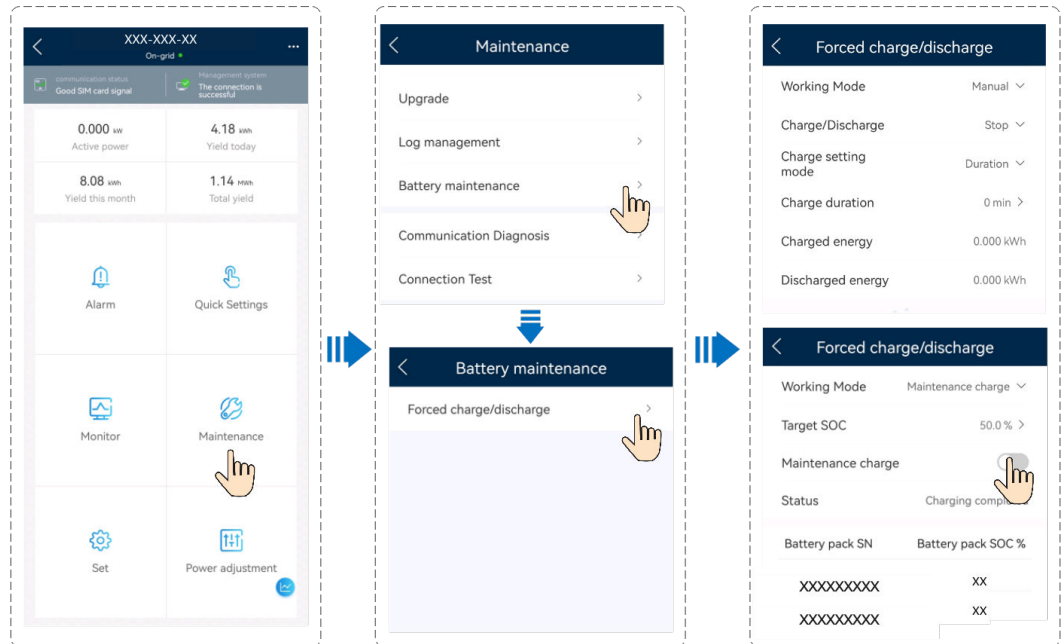 XXX-XXX-XX
On-grid
communication status
Good SIM card signal
Management system
The connection is
successful
0.000 kW
Active power
4.18 kWh
Yield today
8.08 kWh
Yield this month
1.14 MWh
Total yield
Alarm
Quick Settings
Monitor
Maintenance
Set
Power adjustment
Maintenance
Upgrade
Log management
Battery maintenance
Communication Diagnosis
Connection Test
Battery maintenance
Forced charge/discharge
Forced charge/discharge
Working Mode Manual
Charge/Discharge Stop
Charge setting
mode
Duration
Charge duration 0 min
Charged energy 0.000 kWh
Discharged energy 0.000 kWh
Forced charge/discharge
Working Mode Maintenance charge
Target SOC 50.0 %
Maintenance charge
Status Charging
Battery pack SN Battery pack SOC %
XXXXXXXXX XX
XXXXXXXXX XX